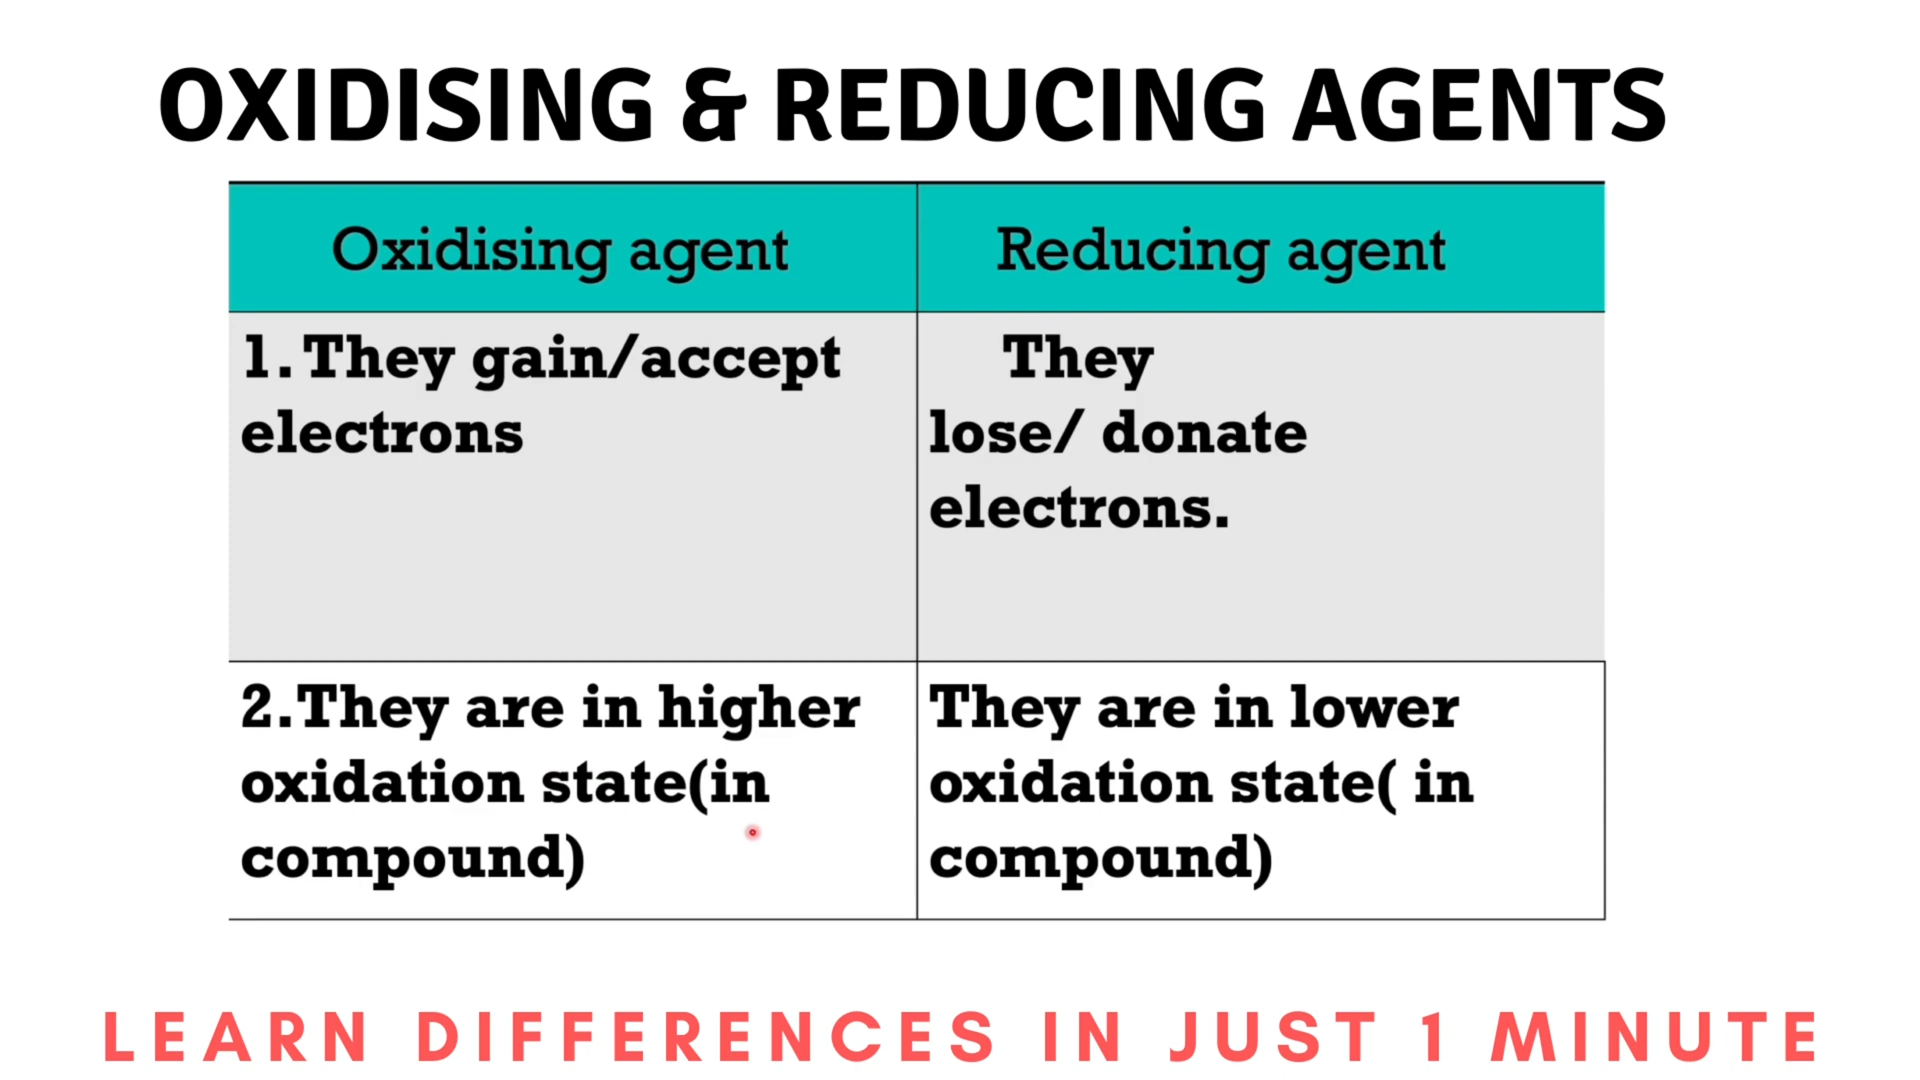 OXIDISING & REDUCING AGENTS
Oxidising agent
Reducing agent
1. They gain/accept
electrons
They
lose/ donate
electrons.
2.They are in higher
oxidation state(in
compound)
They are in lower
oxidation state( in
compound)
LEARN DIFFERENCES IN JUST 1 MINUTE